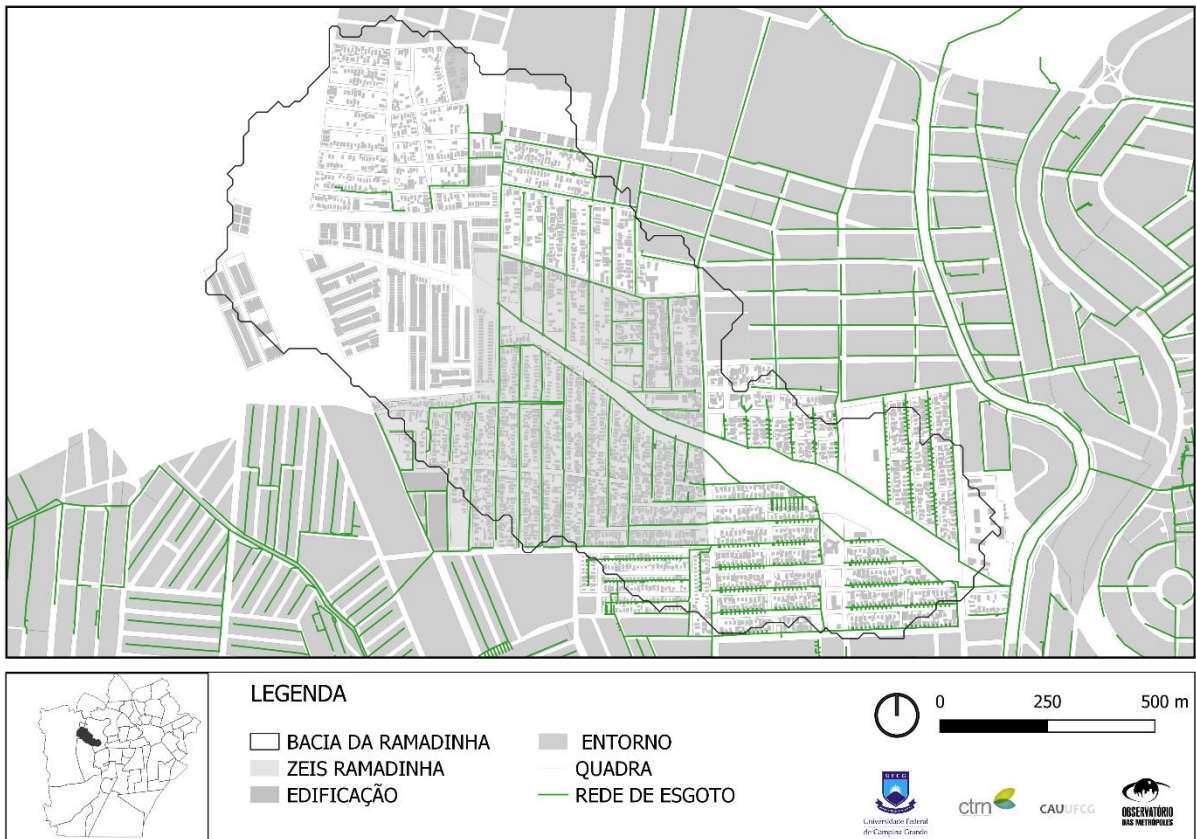 LEGENDA
BACIA DA RAMADINHA
ZEIS RAMADINHA
EDIFICAÇÃO
ENTORNO
QUADRA
REDE DE ESGOTO
0 250 500 m
UFCG
Universidade Federal
de Campina Grande
ctrn
CAUUFCG
OBSERVATÓRIO
DAS METRÓPOLES